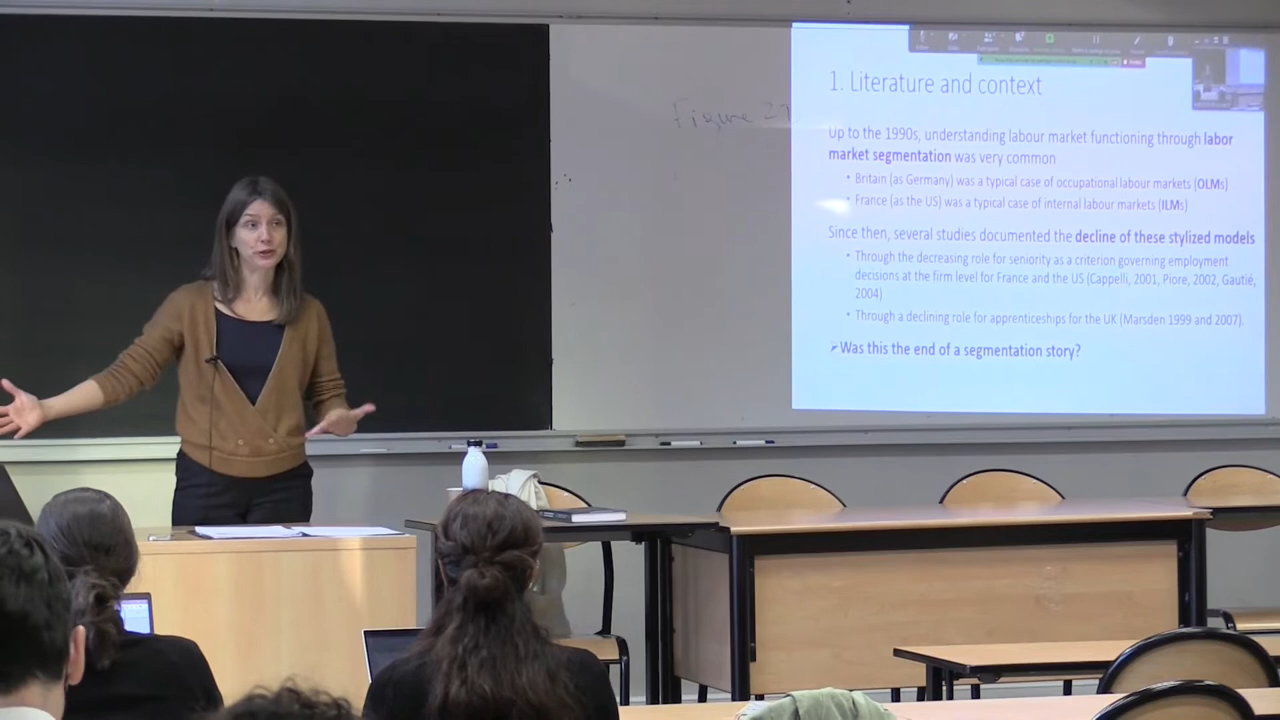 Figure
1. Literature and context
Up to the 1990s, understanding labour market functioning through labor
market segmentation was very common
• Britain (as Germany) was a typical case of occupational labour markets (OLMs)
• France (as the US) was a typical case of internal labour markets (ILMs)
Since then, several studies documented the decline of these stylized models
• Through the decreasing role for seniority as a criterion governing employment
decisions at the firm level for France and the US (Cappelli, 2001, Piore, 2002, Gautié,
2004)
• Through a declining role for apprenticeships for the UK (Marsden 1999 and 2007).
➢Was this the end of a segmentation story?